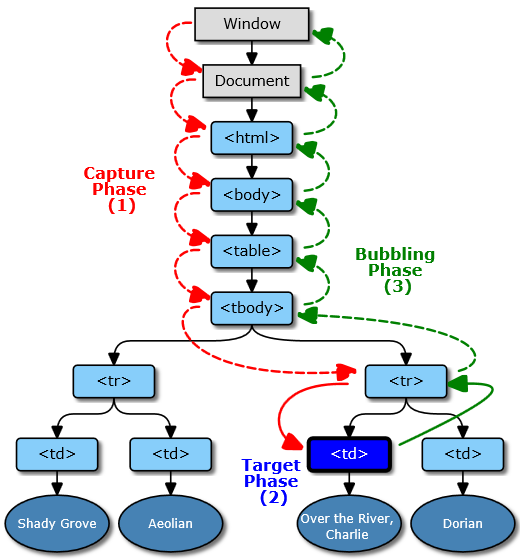 Window
Document
<html>
Capture
Phase
(1)
<body>
<table>
Bubbling
Phase
(3)
<tbody>
<tr>
<tr>
<td>
<td>
Target
Phase
(2)
<td>
<td>
Shady Grove
Aeolian
Over the River,
Charlie
Dorian